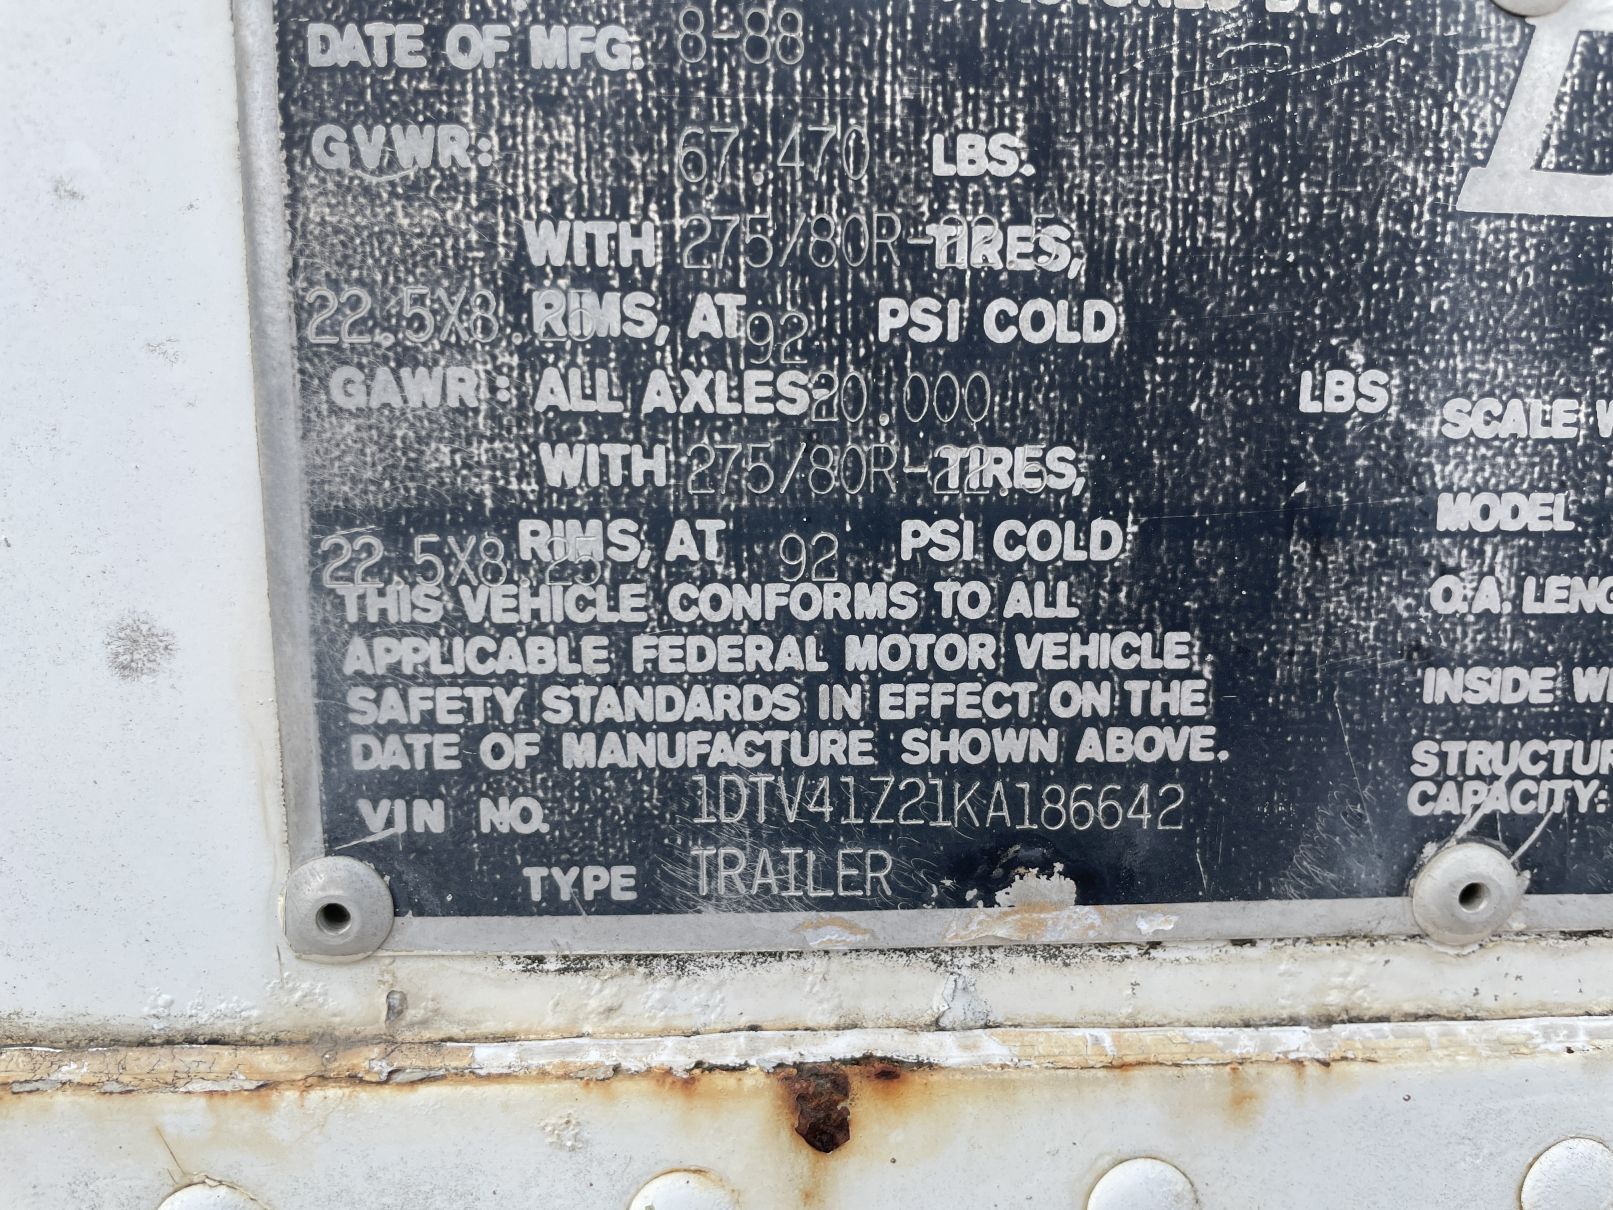 DATE OF MFG. 8-88
GVWR: 67.470 LBS.
WITH 275/80R-22.5 TIRES,
22.5X8.25 RIMS, AT 92 PSI COLD
GAWR: ALL AXLES 20.000 LBS
WITH 275/80R-22.5 TIRES,
22.5X8.25 RIMS, AT 92 PSI COLD
THIS VEHICLE CONFORMS TO ALL
APPLICABLE FEDERAL MOTOR VEHICLE
SAFETY STANDARDS IN EFFECT ON THE
DATE OF MANUFACTURE SHOWN ABOVE.
VIN NO. 1DTV41Z21KA186642
TYPE TRAILER
SCALE
MODEL
O.A.
INSIDE
CAPACITY: